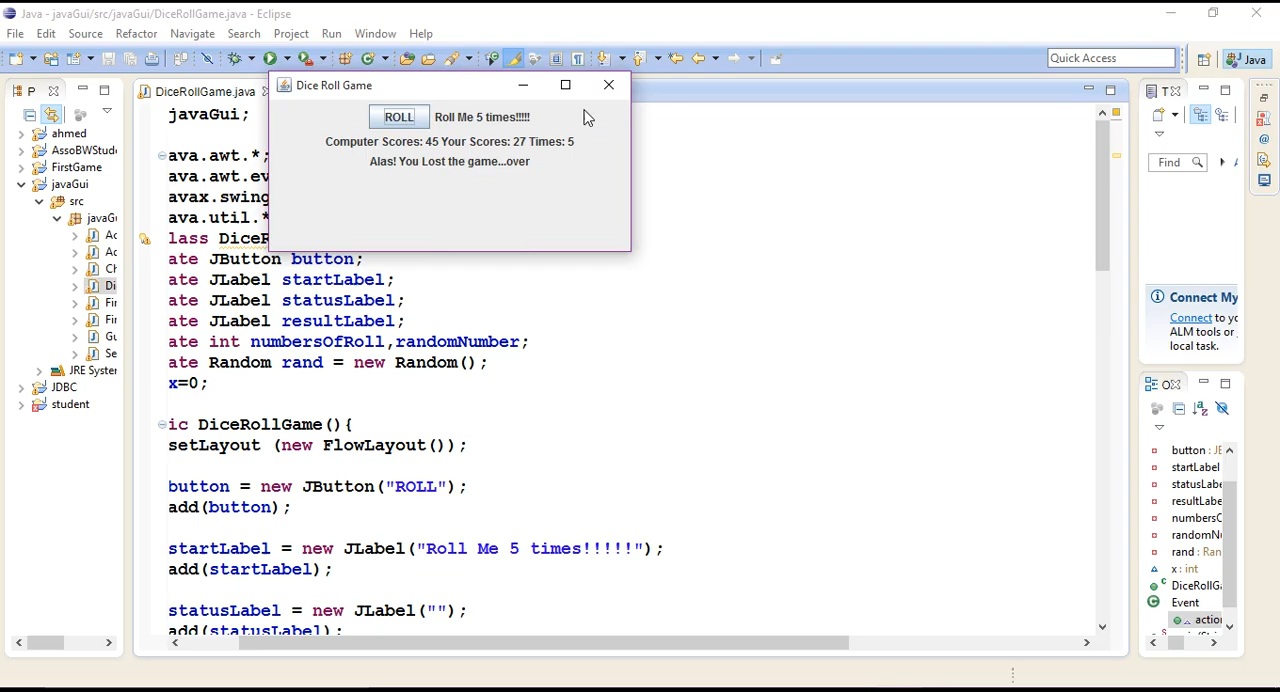 Java - javaGui/src/javaGui/DiceRollGame.java - Eclipse
File Edit Source Refactor Navigate Search Project Run Window Help
Quick Access
Java
P
DiceRollGame.java
Dice Roll Game
ROLL Roll Me 5 times!!!!!
Computer Scores: 45 Your Scores: 27 Times: 5
Alas! You Lost the game...over
ahmed
AssoBWStude
FirstGame
javaGui
src
javaGu
Ac
Ac
Ch
Di
Fir
Fir
Gu
Se
JRE System
JDBC
student
javaGui;
ava.awt.*;
ava.awt.ev
avax.swing
ava.util.*
lass DiceR
ate JButton button;
ate JLabel startLabel;
ate JLabel statusLabel;
ate JLabel resultLabel;
ate int numbersOfRoll,randomNumber;
ate Random rand = new Random();
x=0;
ic DiceRollGame(){
setLayout (new FlowLayout());
button = new JButton("ROLL");
add(button);
startLabel = new JLabel("Roll Me 5 times!!!!!");
add(startLabel);
statusLabel = new JLabel("");
add(statusLabel);
T
Find
A
Connect My
Connect to yo
ALM tools or
local task.
O
button : JB
startLabel
statusLabe
resultLabe
numbersO
randomN
rand : Ran
x : int
DiceRollGa
Event
action